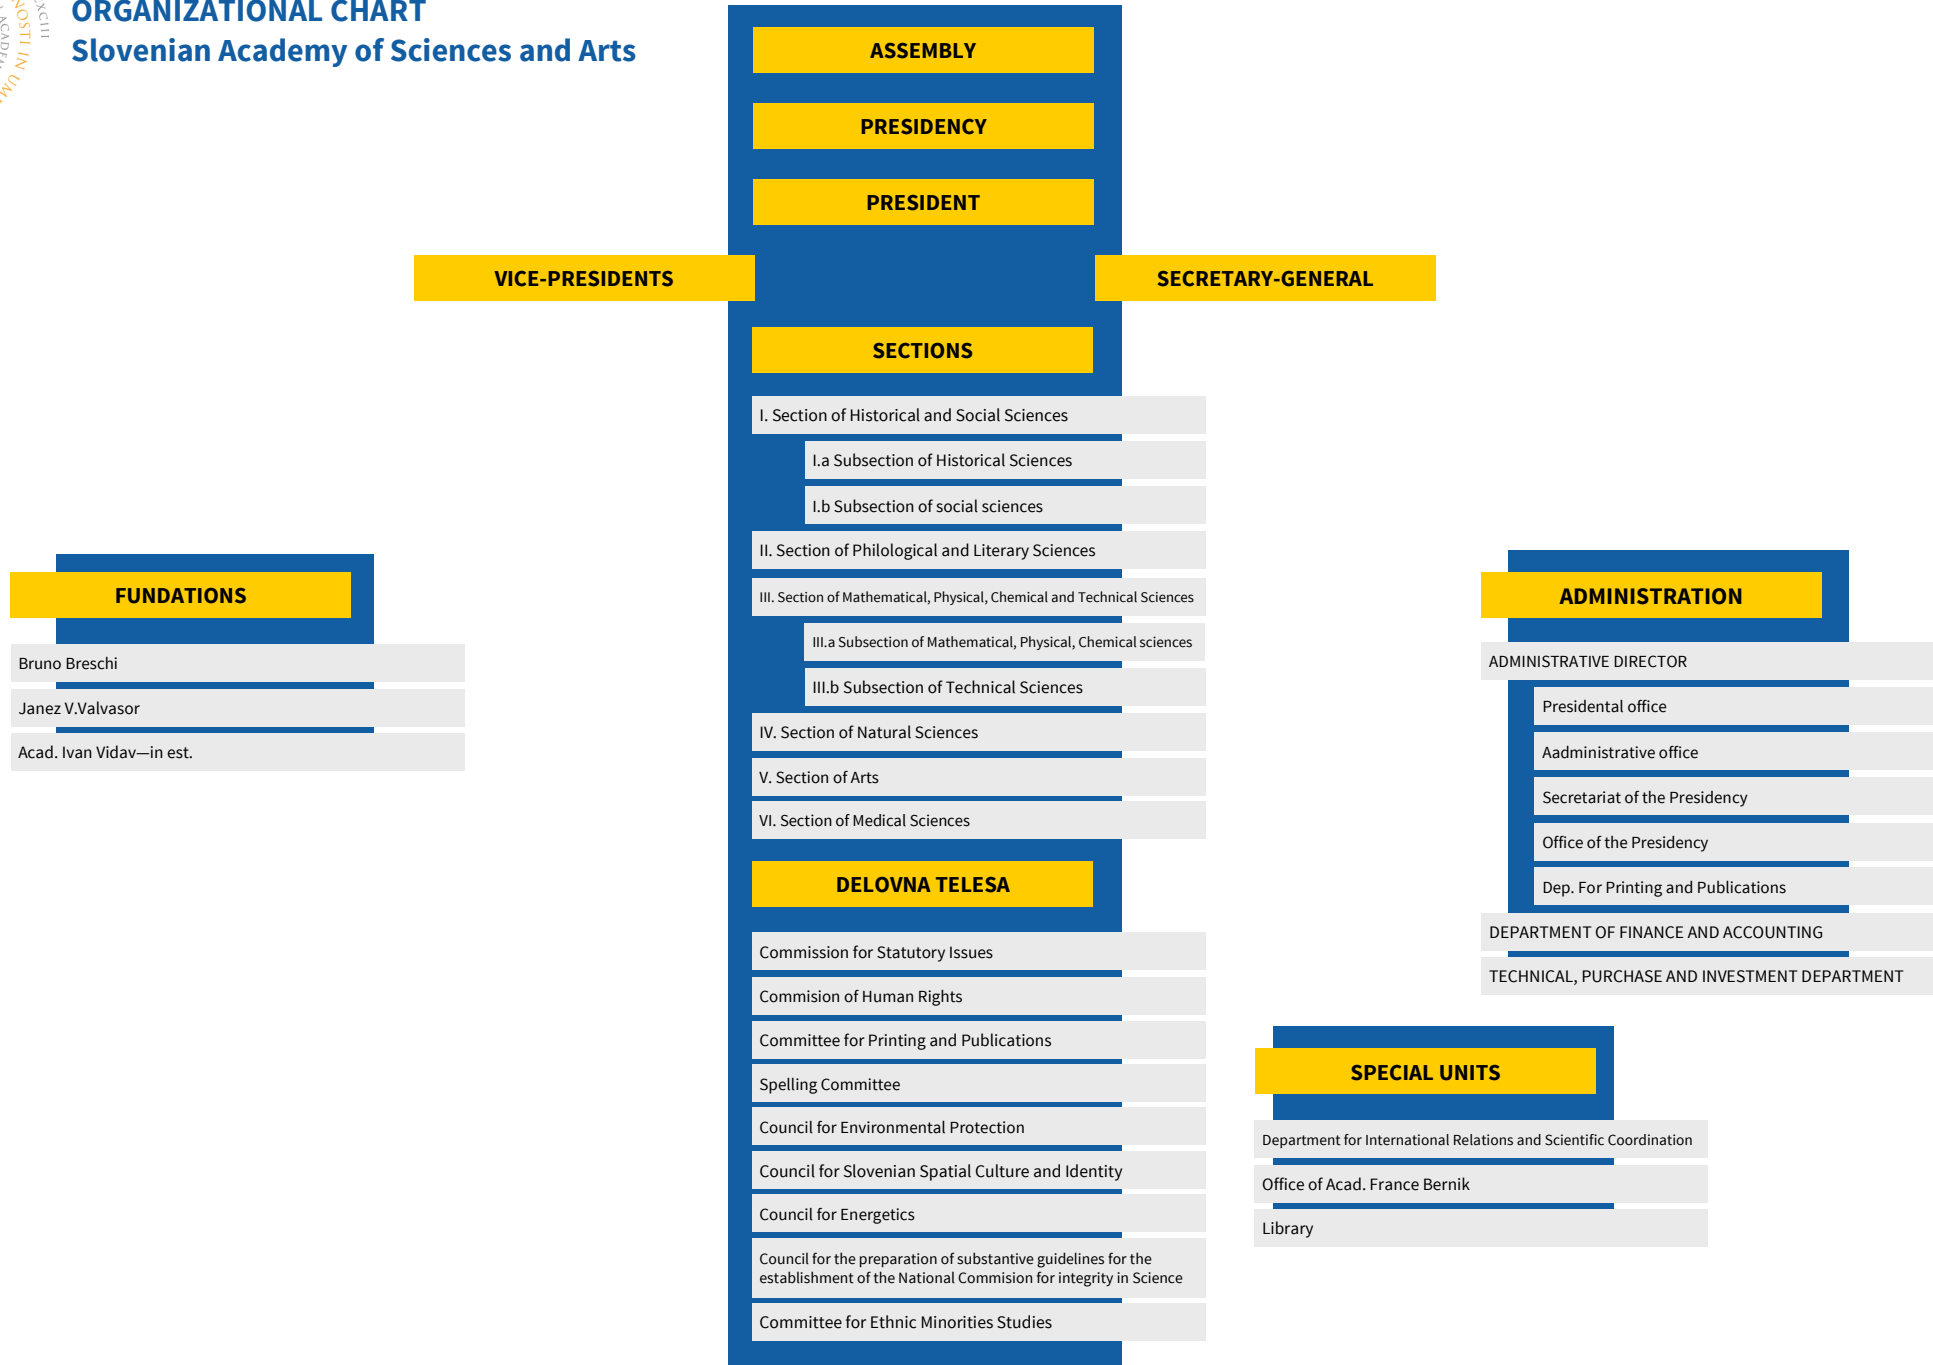 ORGANIZATIONAL CHART
Slovenian Academy of Sciences and Arts
ASSEMBLY
PRESIDENCY
PRESIDENT
VICE-PRESIDENTS
SECRETARY-GENERAL
SECTIONS
I. Section of Historical and Social Sciences
I.a Subsection of Historical Sciences
I.b Subsection of social sciences
II. Section of Philological and Literary Sciences
III. Section of Mathematical, Physical, Chemical and Technical Sciences
III.a Subsection of Mathematical, Physical, Chemical sciences
III.b Subsection of Technical Sciences
IV. Section of Natural Sciences
V. Section of Arts
VI. Section of Medical Sciences
DELOVNA TELESA
Commission for Statutory Issues
Commision of Human Rights
Committee for Printing and Publications
Spelling Committee
Council for Environmental Protection
Council for Slovenian Spatial Culture and Identity
Council for Energetics
Council for the preparation of substantive guidelines for the
establishment of the National Commision for integrity in Science
Committee for Ethnic Minorities Studies
FUNDATIONS
Bruno Breschi
Janez V.Valvasor
Acad. Ivan Vidav—in est.
ADMINISTRATION
ADMINISTRATIVE DIRECTOR
Presidental office
Aadministrative office
Secretariat of the Presidency
Office of the Presidency
Dep. For Printing and Publications
DEPARTMENT OF FINANCE AND ACCOUNTING
TECHNICAL, PURCHASE AND INVESTMENT DEPARTMENT
SPECIAL UNITS
Department for International Relations and Scientific Coordination
Office of Acad. France Bernik
Library